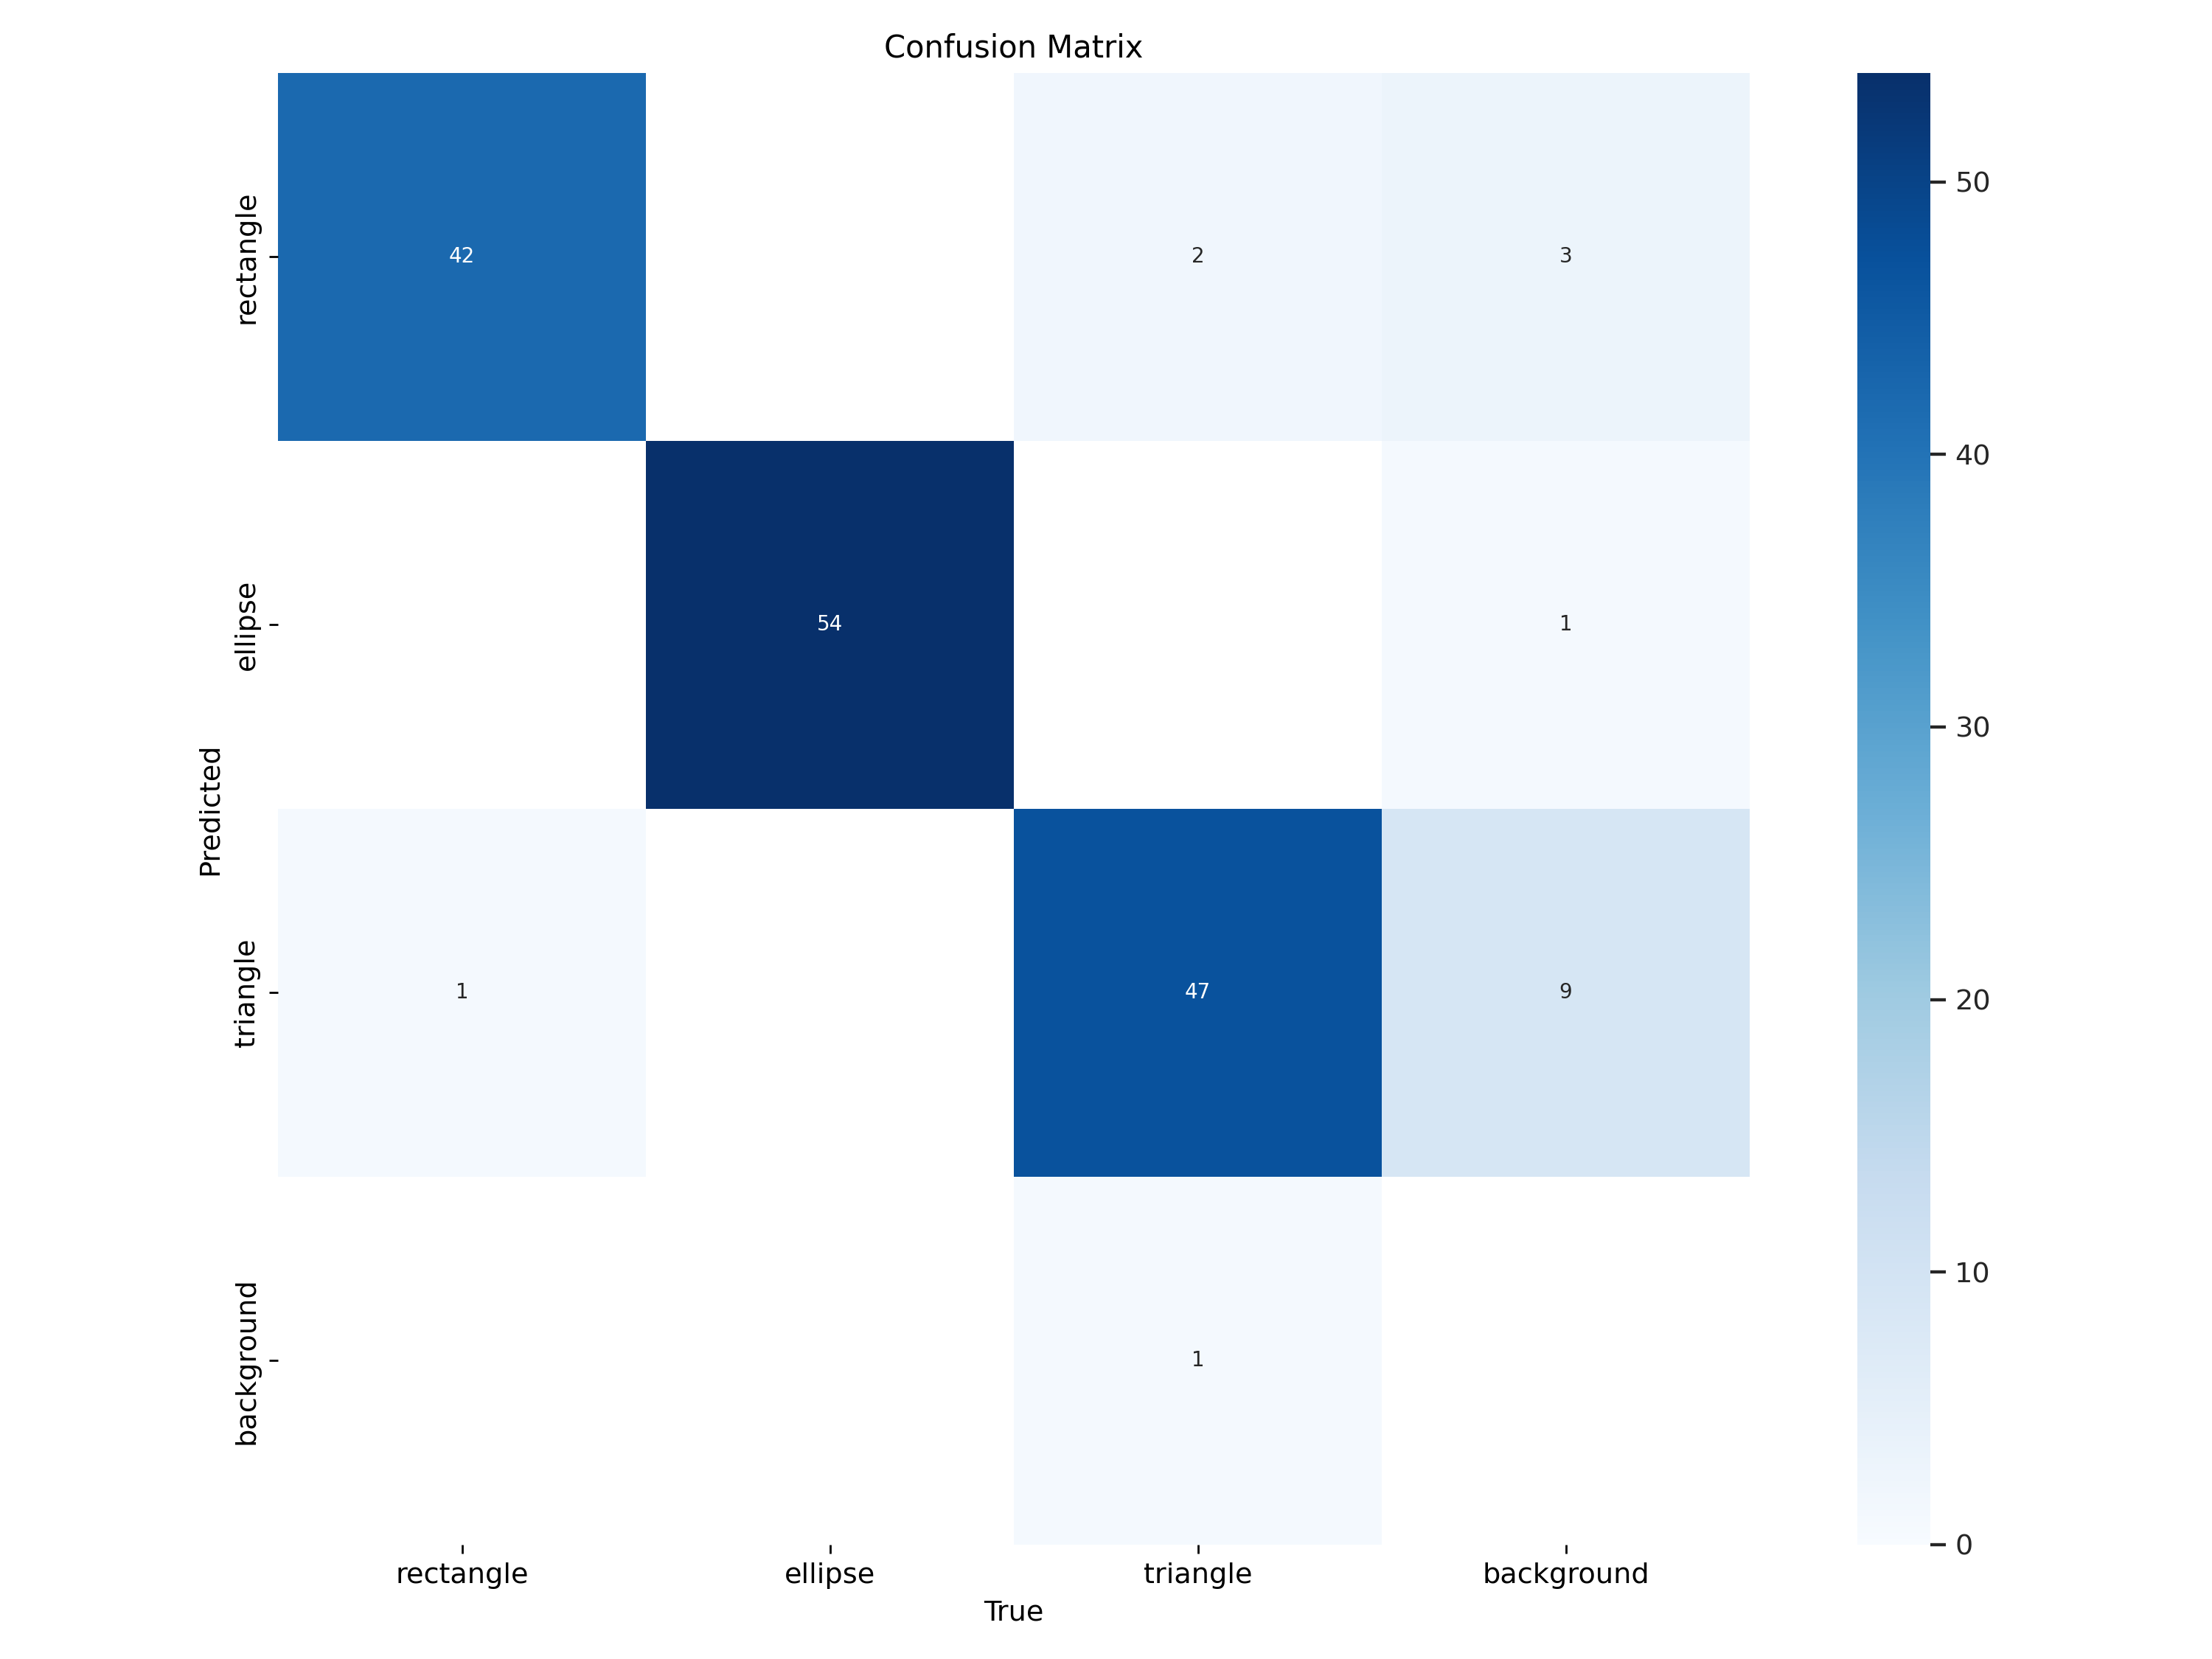 Confusion Matrix
rectangle
42
2
3
50
40
ellipse
54
1
30
Predicted
triangle
1
47
9
20
background
1
10
0
rectangle
ellipse
triangle
background
True